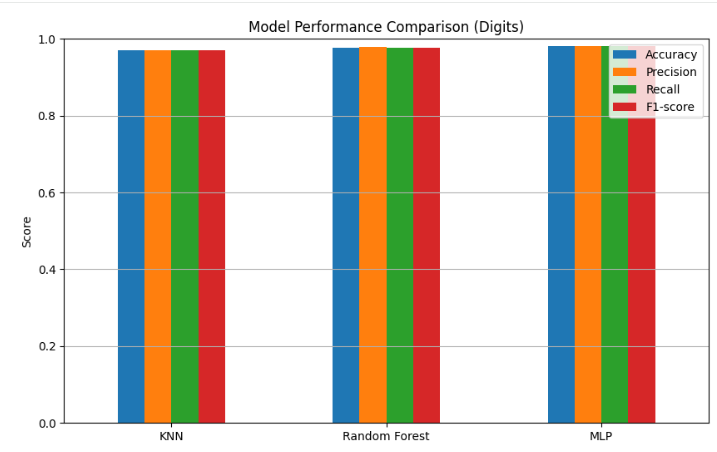 Model Performance Comparison (Digits)
1.0
0.8
0.6
0.4
0.2
0.0
Score
Accuracy
Precision
Recall
F1-score
KNN
Random Forest
MLP